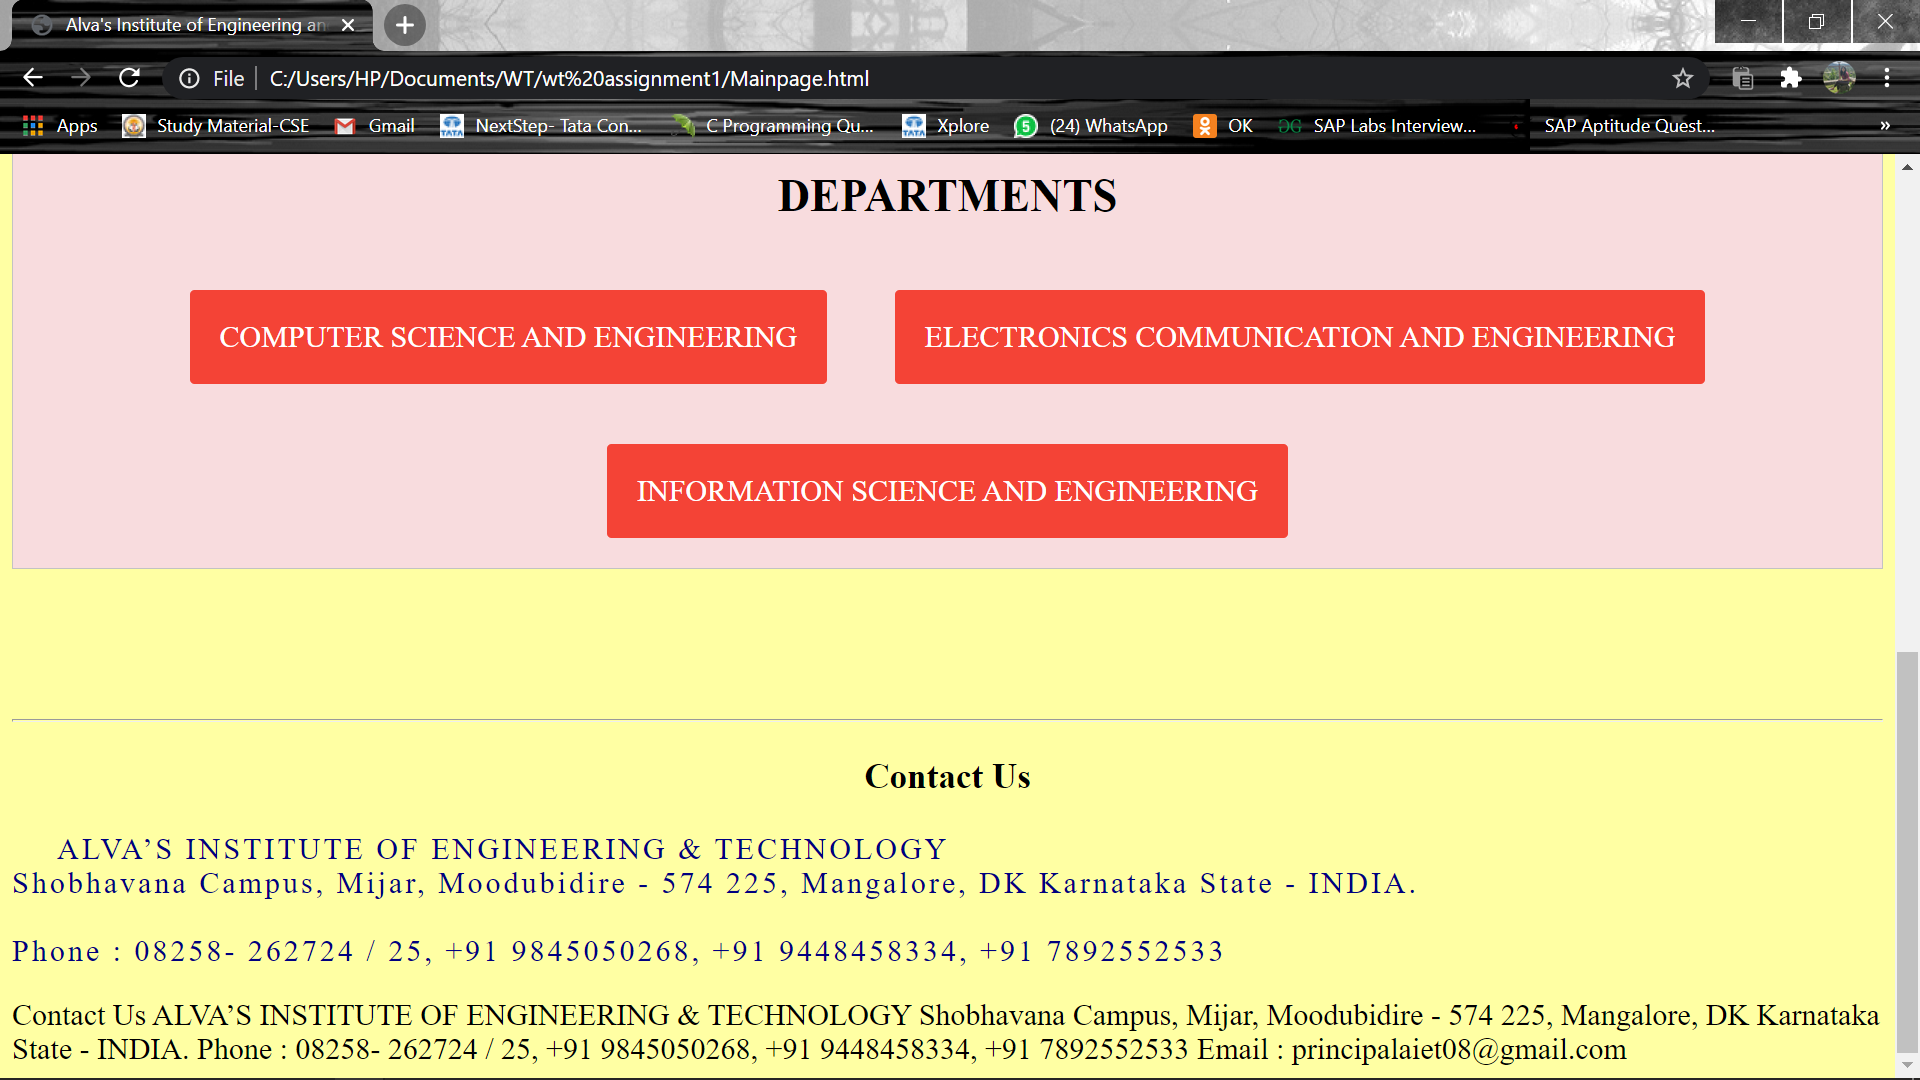 Alva's Institute of Engineering an
File
C:/Users/HP/Documents/WT/wt%20assignment1/Mainpage.html
Apps
Study Material-CSE
Gmail
NextStep- Tata Con...
C Programming Qu...
Xplore
(24) WhatsApp
OK
SAP Labs Interview...
SAP Aptitude Quest...
»
DEPARTMENTS
COMPUTER SCIENCE AND ENGINEERING
ELECTRONICS COMMUNICATION AND ENGINEERING
INFORMATION SCIENCE AND ENGINEERING
Contact Us
ALVA’S INSTITUTE OF ENGINEERING & TECHNOLOGY
Shobhavana Campus, Mijar, Moodubidire - 574 225, Mangalore, DK Karnataka State - INDIA.
Phone : 08258- 262724 / 25, +91 9845050268, +91 9448458334, +91 7892552533
Contact Us ALVA’S INSTITUTE OF ENGINEERING & TECHNOLOGY Shobhavana Campus, Mijar, Moodubidire - 574 225, Mangalore, DK Karnataka
State - INDIA. Phone : 08258- 262724 / 25, +91 9845050268, +91 9448458334, +91 7892552533 Email : principalaiet08@gmail.com